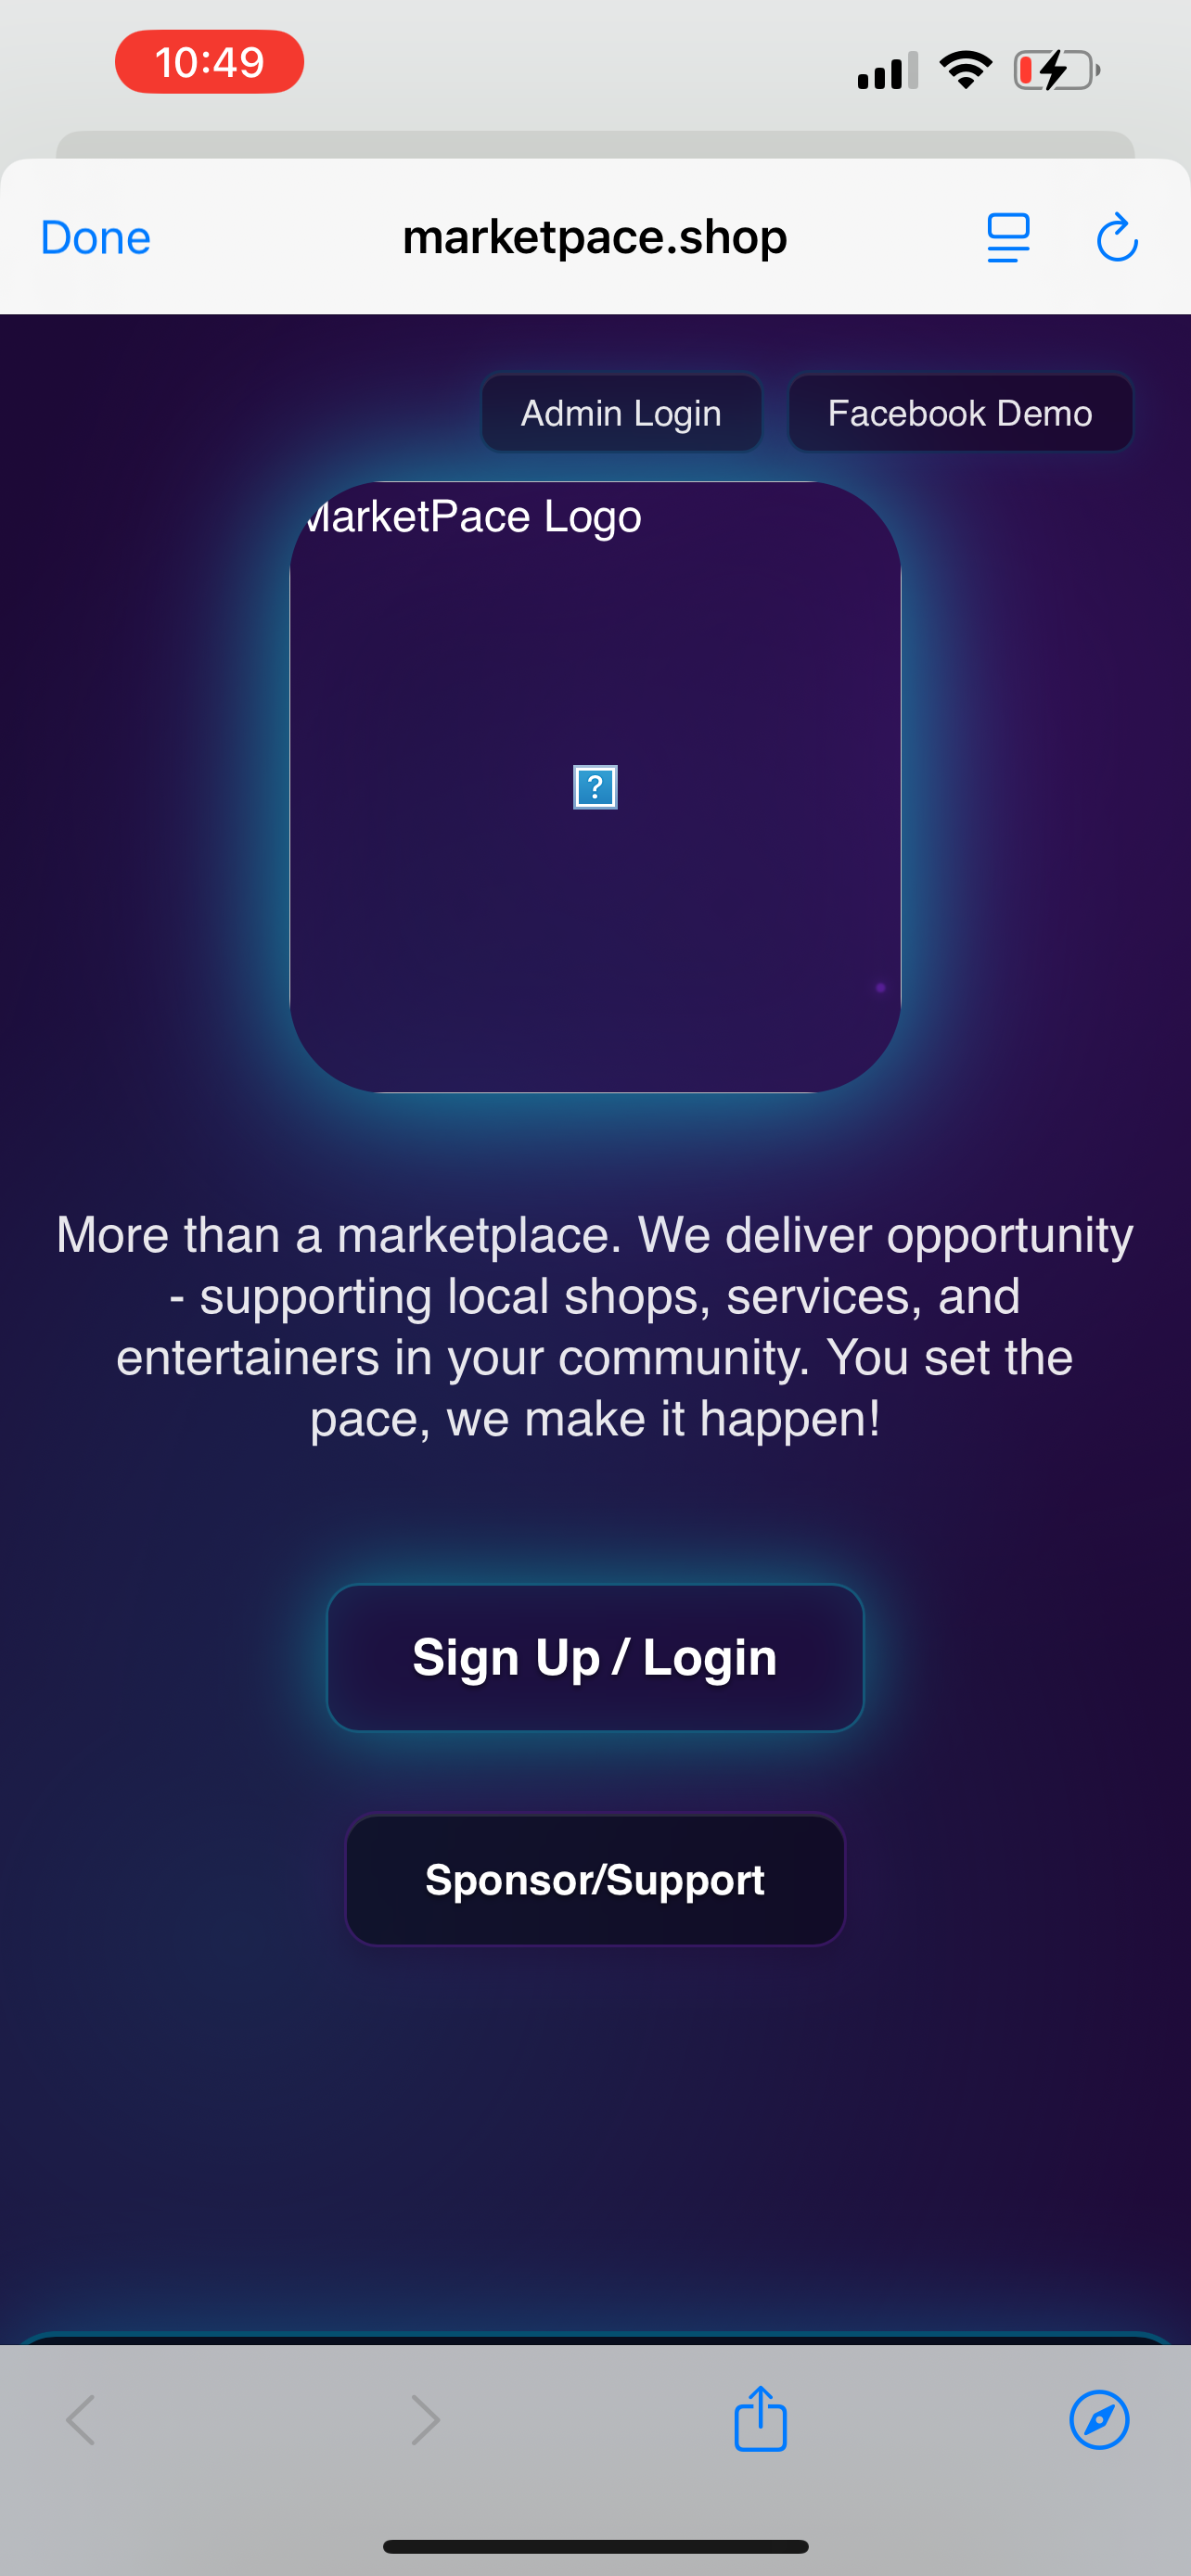 10:49
Done
marketpace.shop
Admin Login
Facebook Demo
MarketPace Logo
?
More than a marketplace. We deliver opportunity
- supporting local shops, services, and
entertainers in your community. You set the
pace, we make it happen!
Sign Up / Login
Sponsor/Support